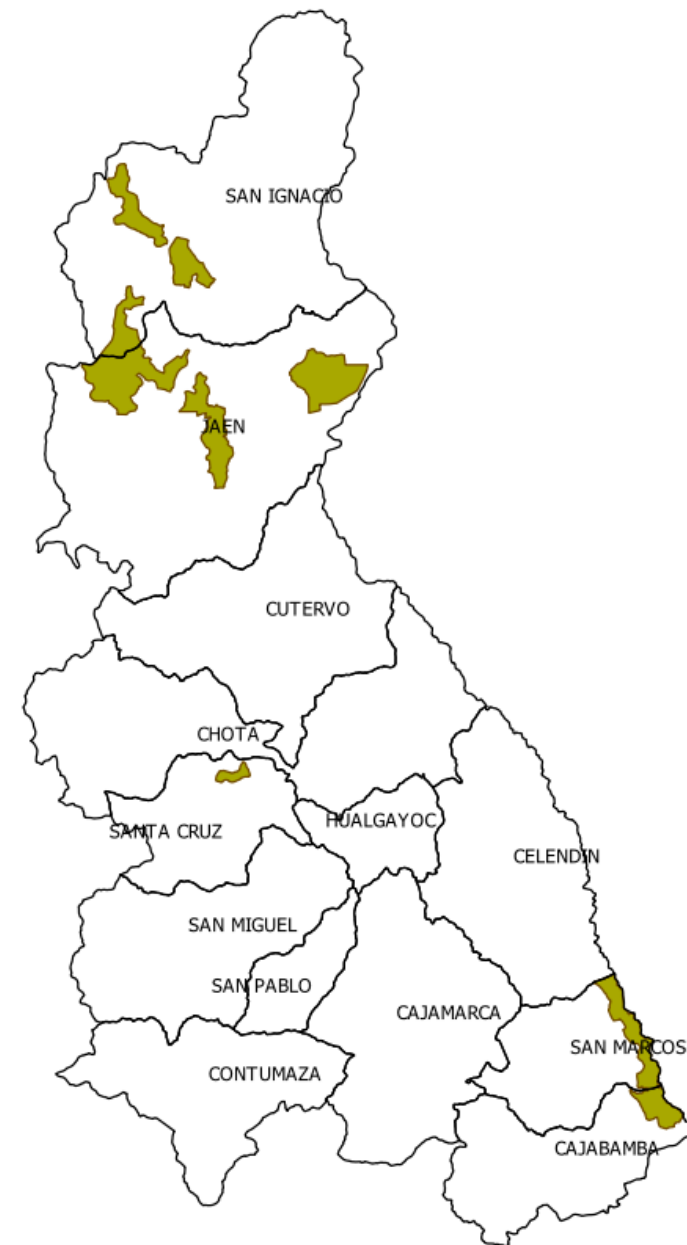 SAN IGNACIO
JAEN
CUTERVO
CHOTA
HUALGAYOC
SANTA CRUZ
CELENDIN
SAN MIGUEL
SAN PABLO
CAJAMARCA
SAN MARCOS
CONTUMAZA
CAJABAMBA